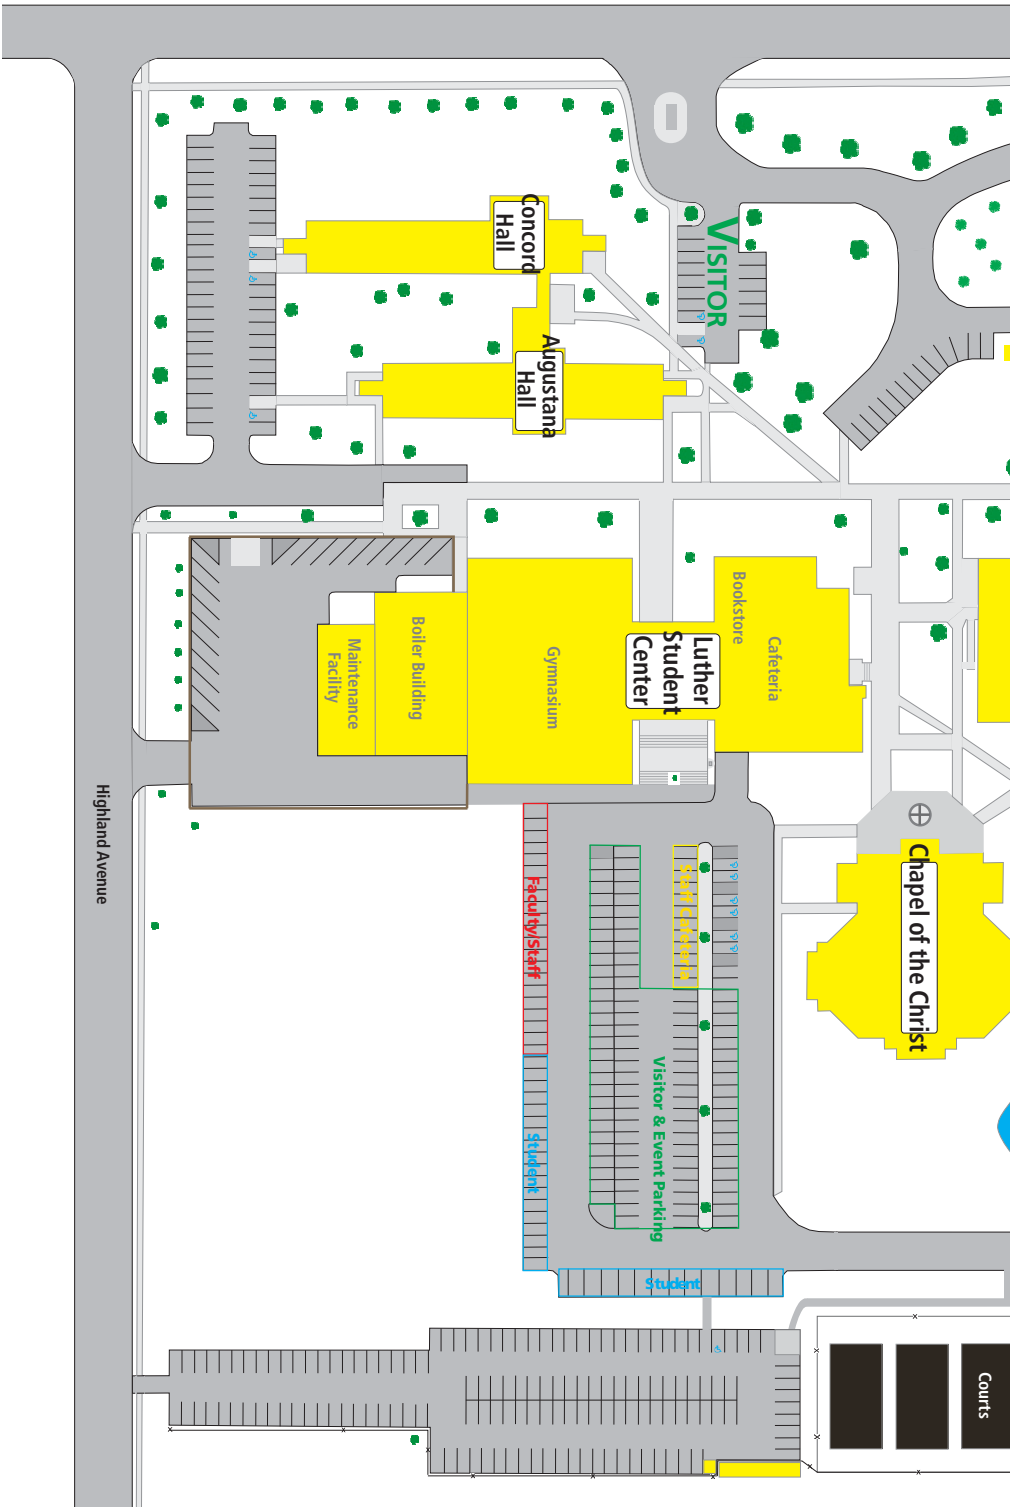 Concord
Hall
VISITOR
Augustana
Hall
Bookstore
Cafeteria
Luther
Student
Center
Gymnasium
Boiler Building
Maintenance
Facility
Highland Avenue
Chapel of the Christ
Faculty/Staff
Staff Cafeteria
Visitor & Event Parking
Student
Student
Courts